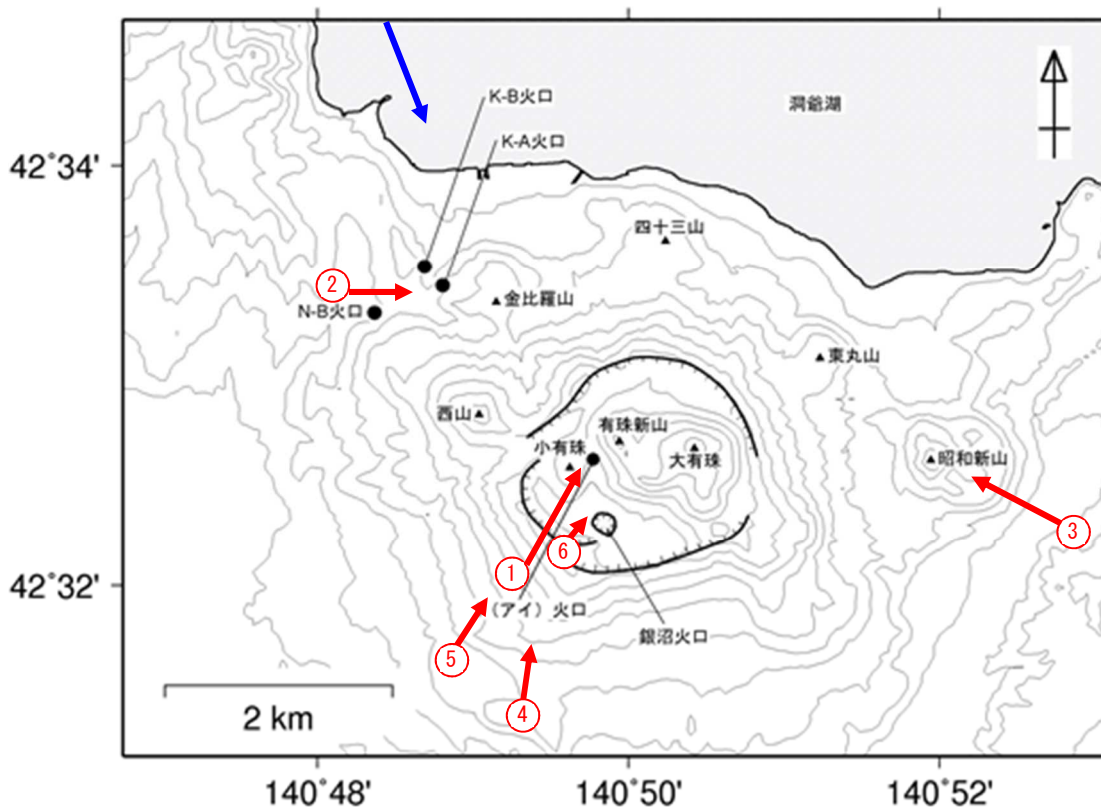 K-B火口
洞爺湖
K-A火口
42°34'
四十三山
②
金比羅山
N-B火口
東丸山
西山
有珠新山
小有珠
大有珠
昭和新山
③
⑥
①
42°32'
(アイ) 火口
銀沼火口
⑤
④
2 km
140°48'
140°50'
140°52'